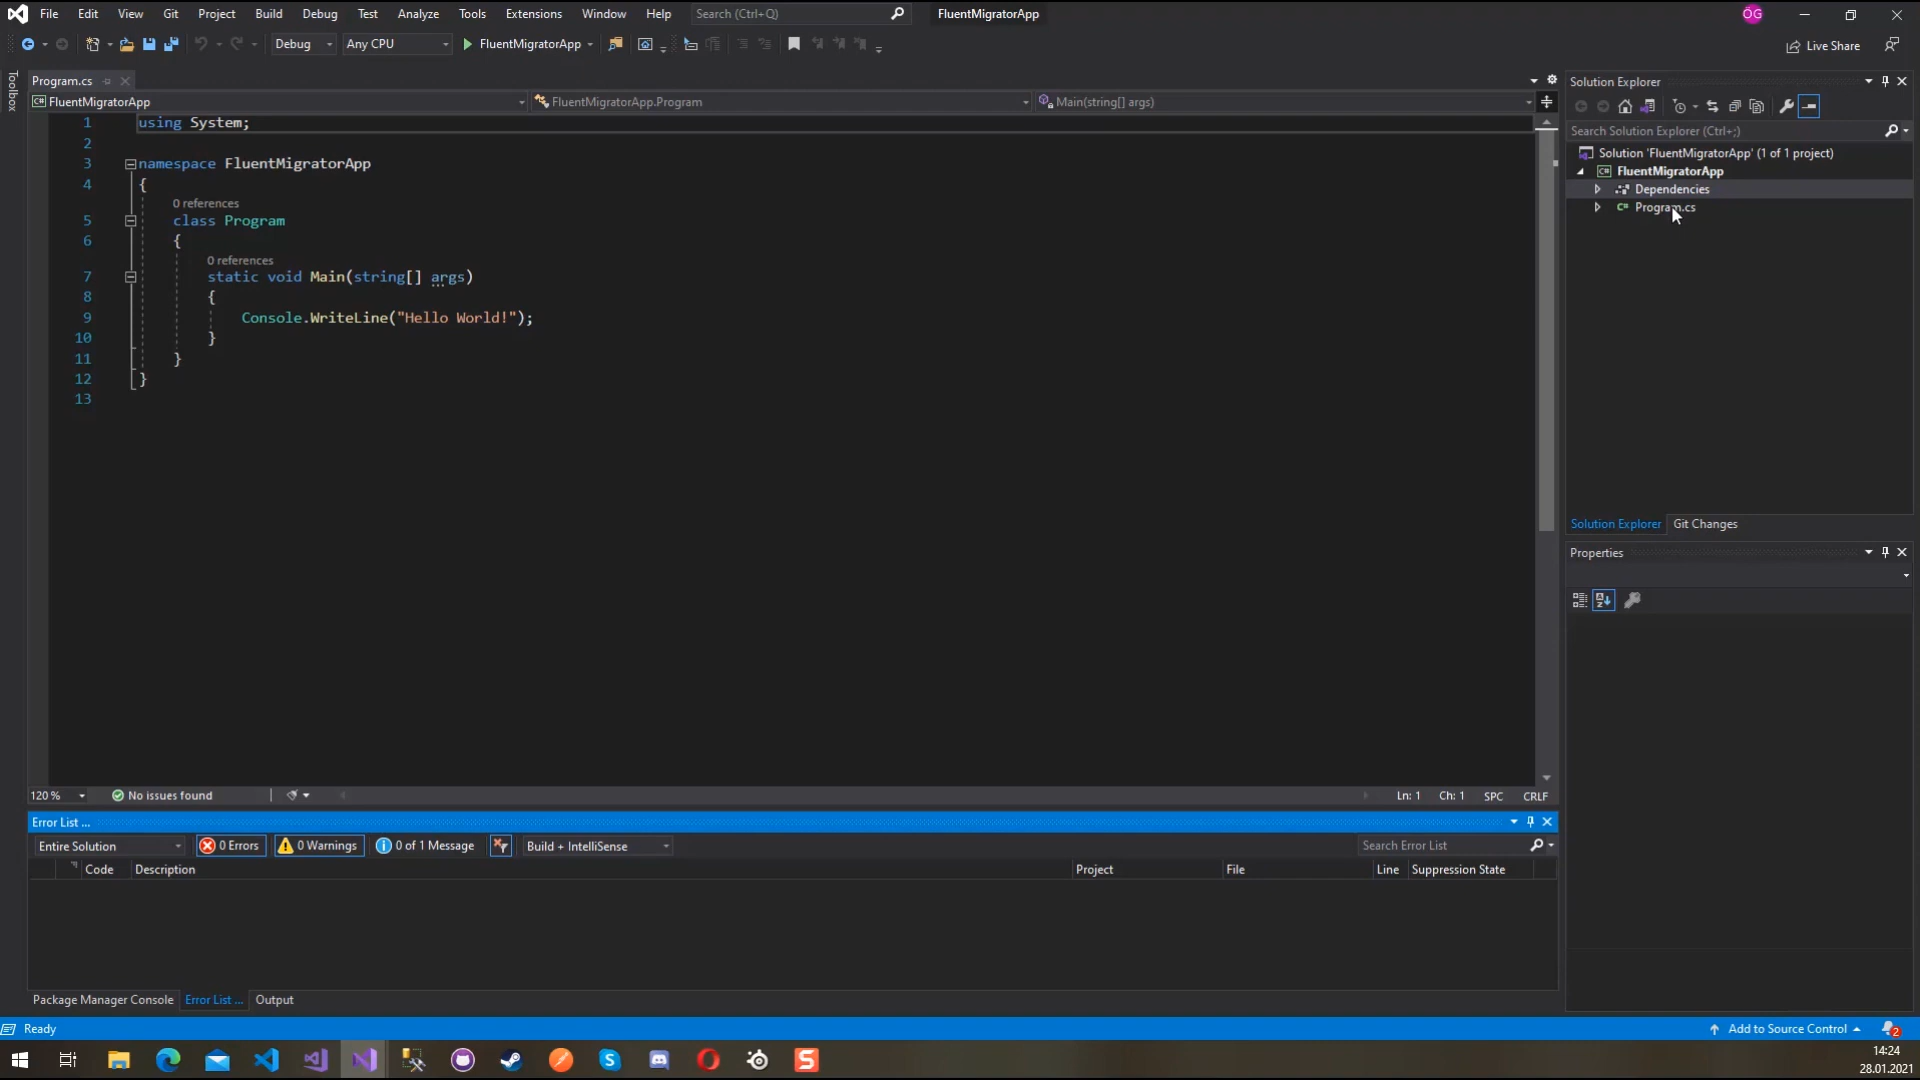 File Edit View Git Project Build Debug Test Analyze Tools Extensions Window Help Search (Ctrl+Q) FluentMigratorApp OG
Debug Any CPU FluentMigratorApp Live Share
Toolbox
Program.cs
FluentMigratorApp FluentMigratorApp.Program Main(string[] args)
1 using System;
2
3 namespace FluentMigratorApp
4 {
0 references
5 class Program
6 {
0 references
7 static void Main(string[] args)
8 {
9 Console.WriteLine("Hello World!");
10 }
11 }
12 }
13
120 % No issues found Ln: 1 Ch: 1 SPC CRLF
Error List ...
Entire Solution 0 Errors 0 Warnings 0 of 1 Message Build + IntelliSense Search Error List
Code Description Project File Line Suppression State
Package Manager Console Error List ... Output
Solution Explorer
Search Solution Explorer (Ctrl+;)
Solution 'FluentMigratorApp' (1 of 1 project)
FluentMigratorApp
Dependencies
Program.cs
Solution Explorer Git Changes
Properties
Ready Add to Source Control 2
14:24
28.01.2021